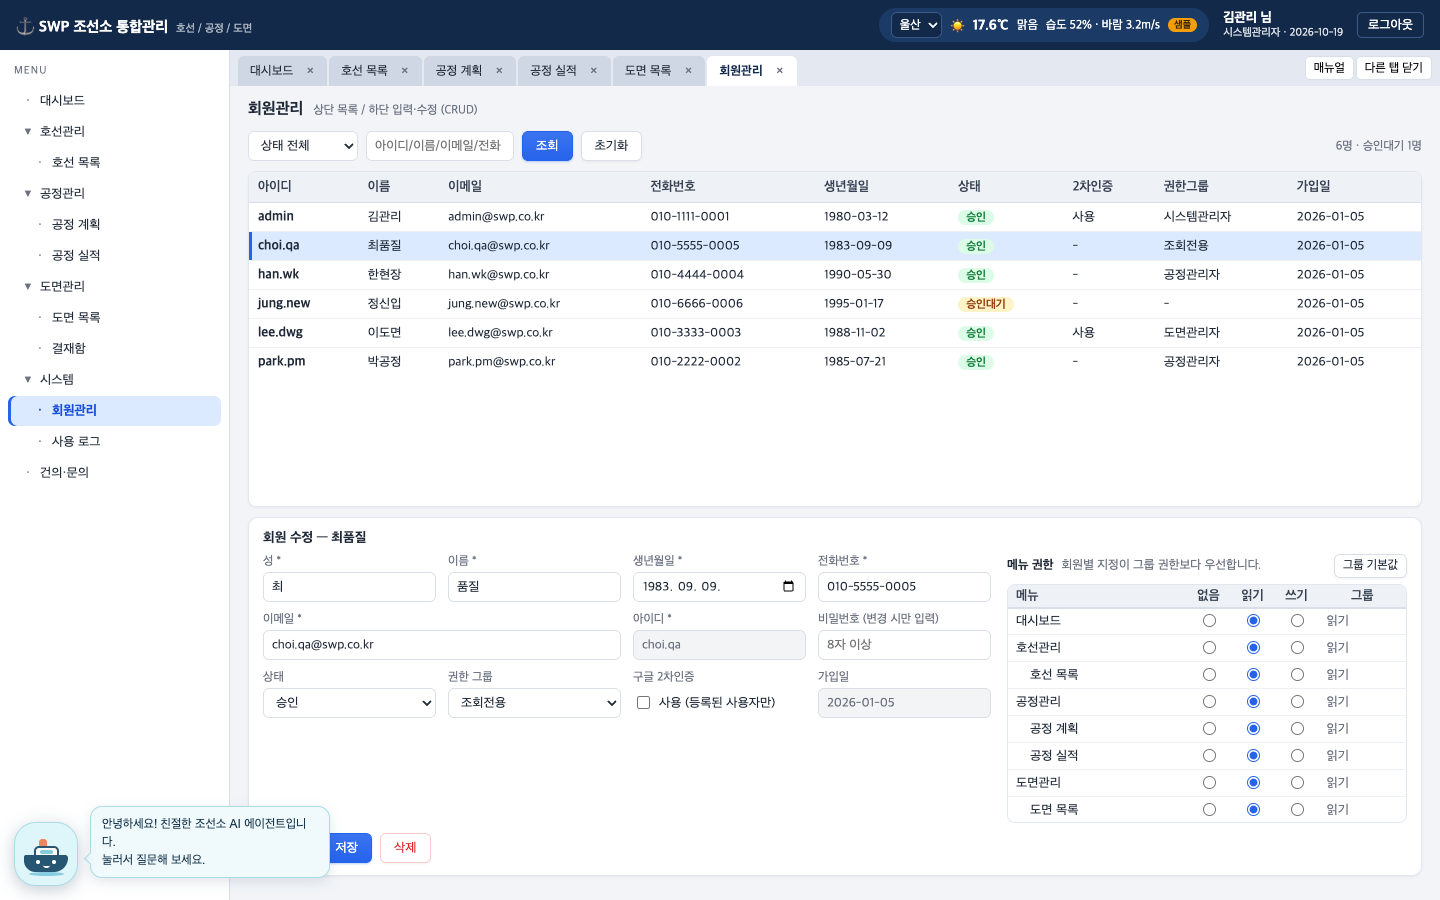 SWP 조선소 통합관리 호선 / 공정 / 도면
울산 17.6℃ 맑음 습도 52% · 바람 3.2m/s 샘플
김관리 님
시스템관리자 · 2026-10-19
로그아웃
MENU
대시보드
호선관리
호선 목록
공정관리
공정 계획
공정 실적
도면관리
도면 목록
결재함
시스템
회원관리
사용 로그
건의·문의
대시보드 × 호선 목록 × 공정 계획 × 공정 실적 × 도면 목록 × 회원관리 ×
매뉴얼 다른 탭 닫기
회원관리 상단 목록 / 하단 입력·수정 (CRUD)
상태 전체 아이디/이름/이메일/전화 조회 초기화 6명 · 승인대기 1명
아이디 이름 이메일 전화번호 생년월일 상태 2차인증 권한그룹 가입일
admin 김관리 admin@swp.co.kr 010-1111-0001 1980-03-12 승인 사용 시스템관리자 2026-01-05
choi.qa 최품질 choi.qa@swp.co.kr 010-5555-0005 1983-09-09 승인 - 조회전용 2026-01-05
han.wk 한현장 han.wk@swp.co.kr 010-4444-0004 1990-05-30 승인 - 공정관리자 2026-01-05
jung.new 정신입 jung.new@swp.co.kr 010-6666-0006 1995-01-17 승인대기 - - 2026-01-05
lee.dwg 이도면 lee.dwg@swp.co.kr 010-3333-0003 1988-11-02 승인 사용 도면관리자 2026-01-05
park.pm 박공정 park.pm@swp.co.kr 010-2222-0002 1985-07-21 승인 - 공정관리자 2026-01-05
회원 수정 — 최품질
성 * 이름 * 생년월일 * 전화번호 *
최 품질 1983. 09. 09. 010-5555-0005
이메일 * 아이디 * 비밀번호 (변경 시만 입력)
choi.qa@swp.co.kr choi.qa 8자 이상
상태 권한 그룹 구글 2차인증 가입일
승인 조회전용 사용 (등록된 사용자만) 2026-01-05
메뉴 권한 회원별 지정이 그룹 권한보다 우선합니다. 그룹 기본값
메뉴 없음 읽기 쓰기 그룹
대시보드 읽기
호선관리 읽기
호선 목록 읽기
공정관리 읽기
공정 계획 읽기
공정 실적 읽기
도면관리 읽기
도면 목록 읽기
저장 삭제
안녕하세요! 친절한 조선소 AI 에이전트입니
다.
눌러서 질문해 보세요.